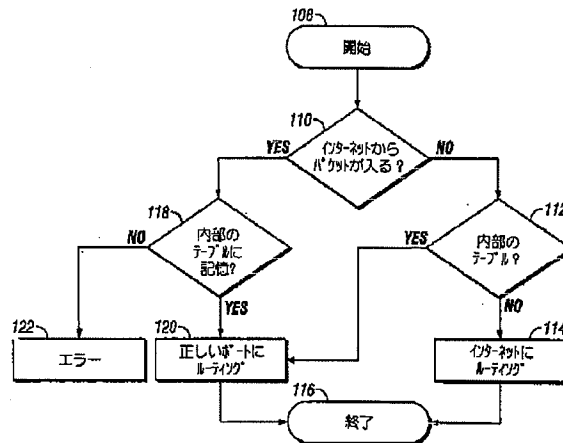 108
開始
110
インターネットから
パケットが入る?
YES
NO
118
内部の
テーブルに
記憶?
NO
YES
112
内部の
テーブル?
YES
NO
122
エラー
120
正しいポートに
ルーティング
114
インターネットに
ルーティング
116
終了